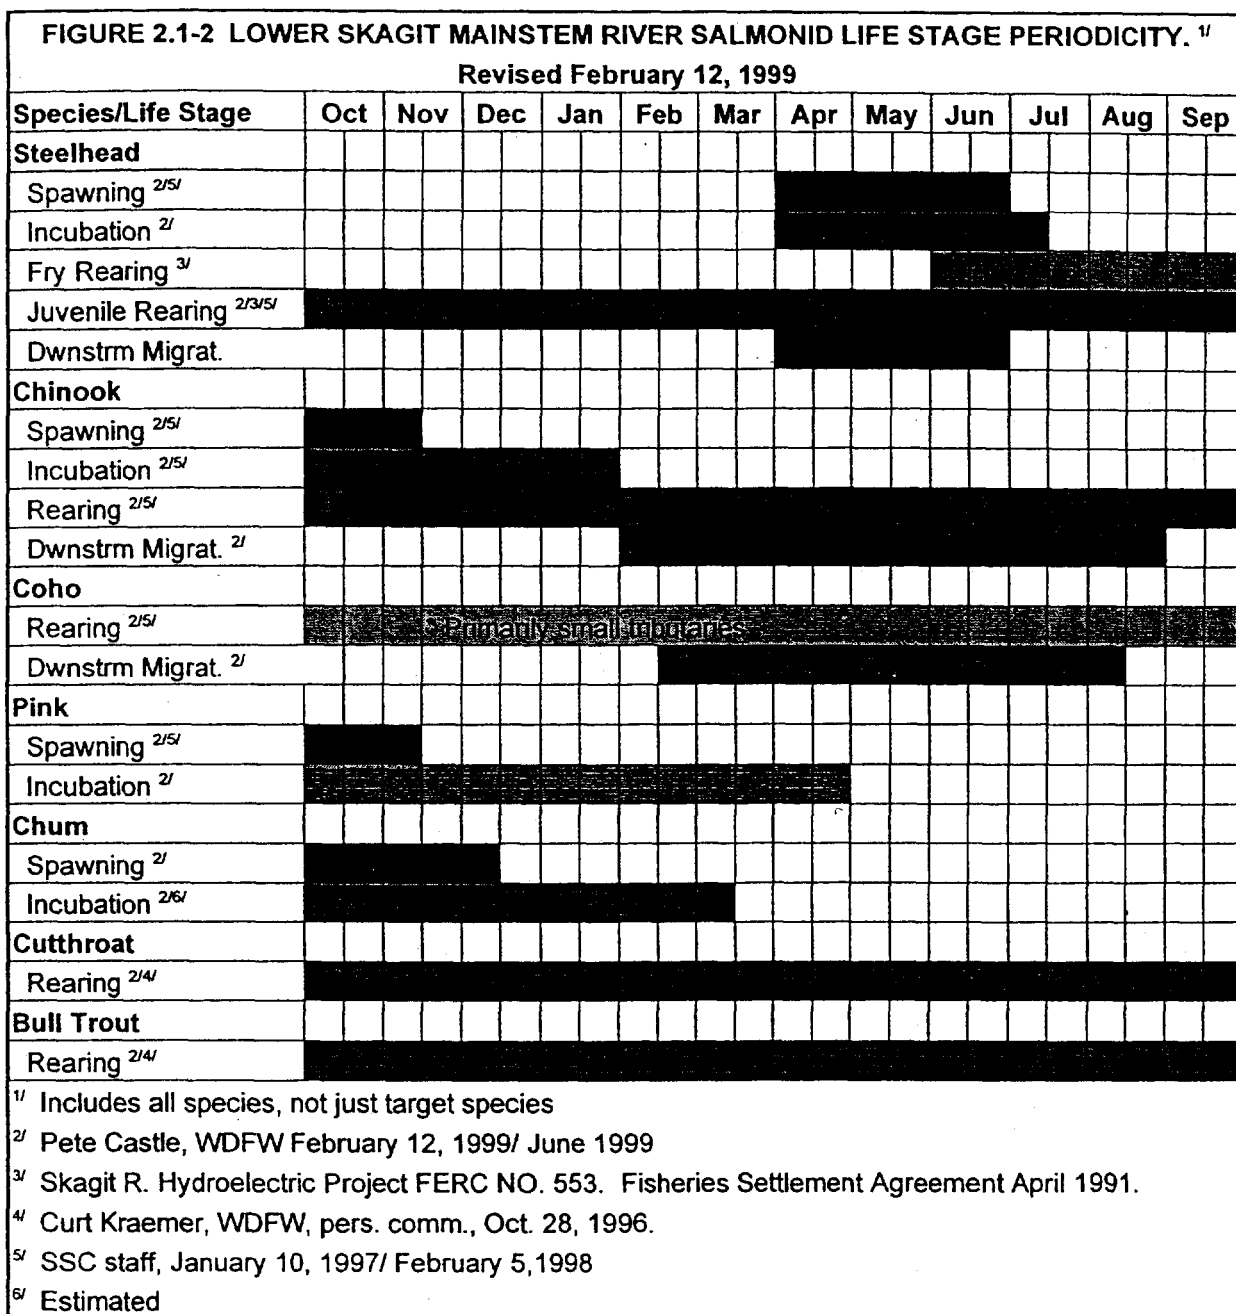 FIGURE 2.1-2 LOWER SKAGIT MAINSTEM RIVER SALMONID LIFE STAGE PERIODICITY. 1/
Revised February 12, 1999
Species/Life Stage Oct Nov Dec Jan Feb Mar Apr May Jun Jul Aug Sep
Steelhead
Spawning 2/5/
Incubation 2/
Fry Rearing 3/
Juvenile Rearing 2/3/5/
Dwnstrm Migrat.
Chinook
Spawning 2/5/
Incubation 2/5/
Rearing 2/5/
Dwnstrm Migrat. 2/
Coho
Rearing 2/5/ * Primarily small tributaries
Dwnstrm Migrat. 2/
Pink
Spawning 2/5/
Incubation 2/
Chum
Spawning 2/
Incubation 2/6/
Cutthroat
Rearing 2/4/
Bull Trout
Rearing 2/4/
1/ Includes all species, not just target species
2/ Pete Castle, WDFW February 12, 1999/ June 1999
3/ Skagit R. Hydroelectric Project FERC NO. 553. Fisheries Settlement Agreement April 1991.
4/ Curt Kraemer, WDFW, pers. comm., Oct. 28, 1996.
5/ SSC staff, January 10, 1997/ February 5,1998
6/ Estimated